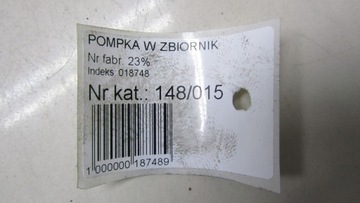 POMPKA W ZBIORNIK
Nr fabr. 23%
Indeks: 018748
Nr kat.: 148/015
1 000000 187489